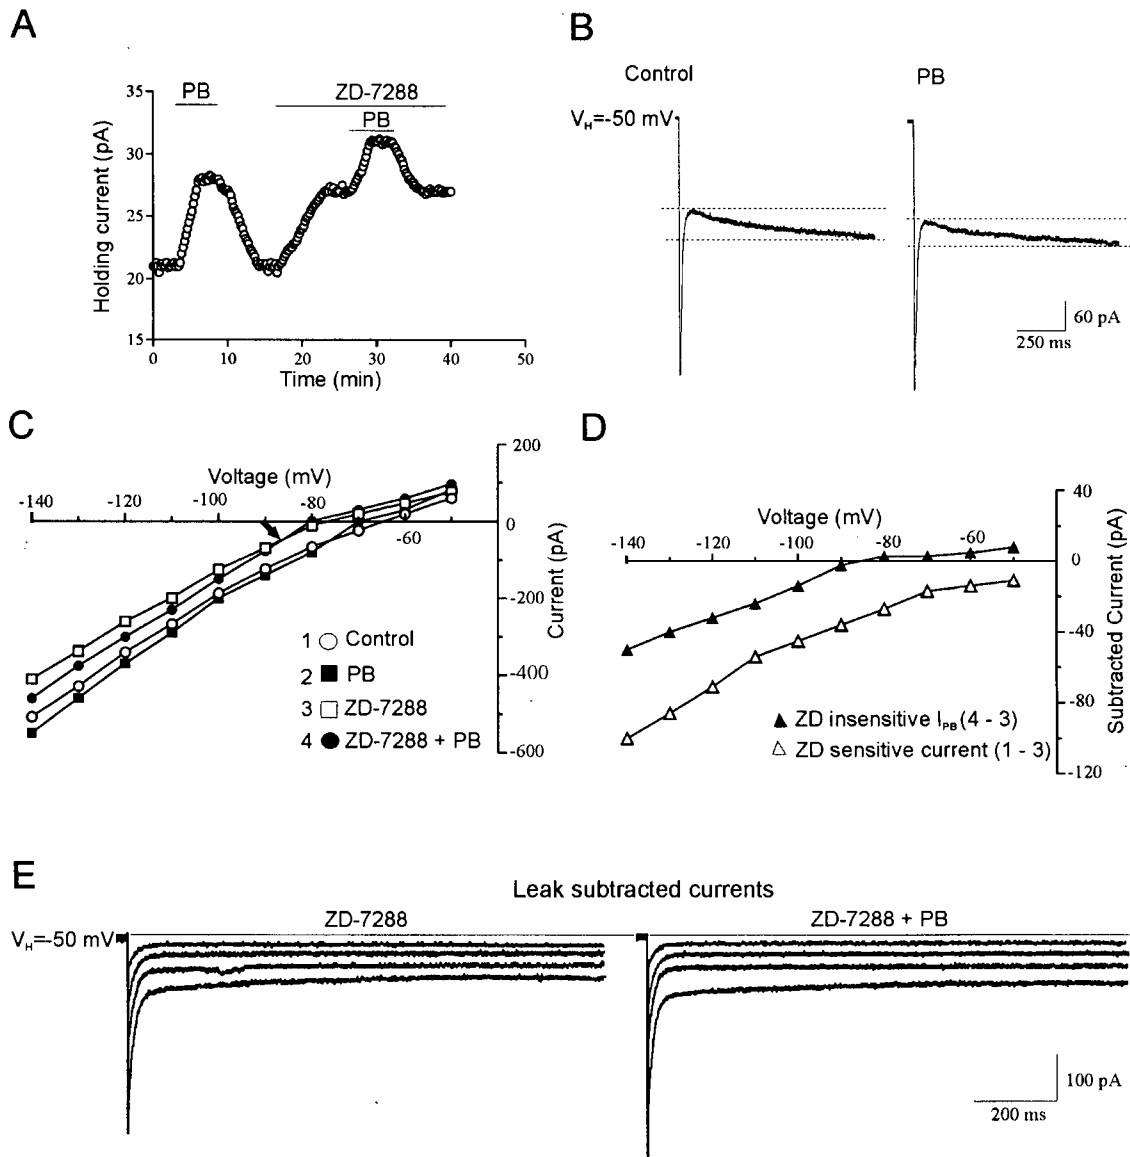 A
PB
ZD-7288
PB
Holding current (pA)
35
30
25
20
15
0
10
20
30
40
50
Time (min)
B
Control
PB
V_H=-50 mV
60 pA
250 ms
C
Voltage (mV)
-140
-120
-100
-80
-60
200
0
-200
-400
-600
Current (pA)
1 ○ Control
2 ■ PB
3 □ ZD-7288
4 ● ZD-7288 + PB
D
Voltage (mV)
-140
-120
-100
-80
-60
40
0
-40
-80
-120
Subtracted Current (pA)
▲ ZD insensitive I_PB (4 - 3)
△ ZD sensitive current (1 - 3)
E
Leak subtracted currents
ZD-7288
ZD-7288 + PB
V_H=-50 mV
100 pA
200 ms